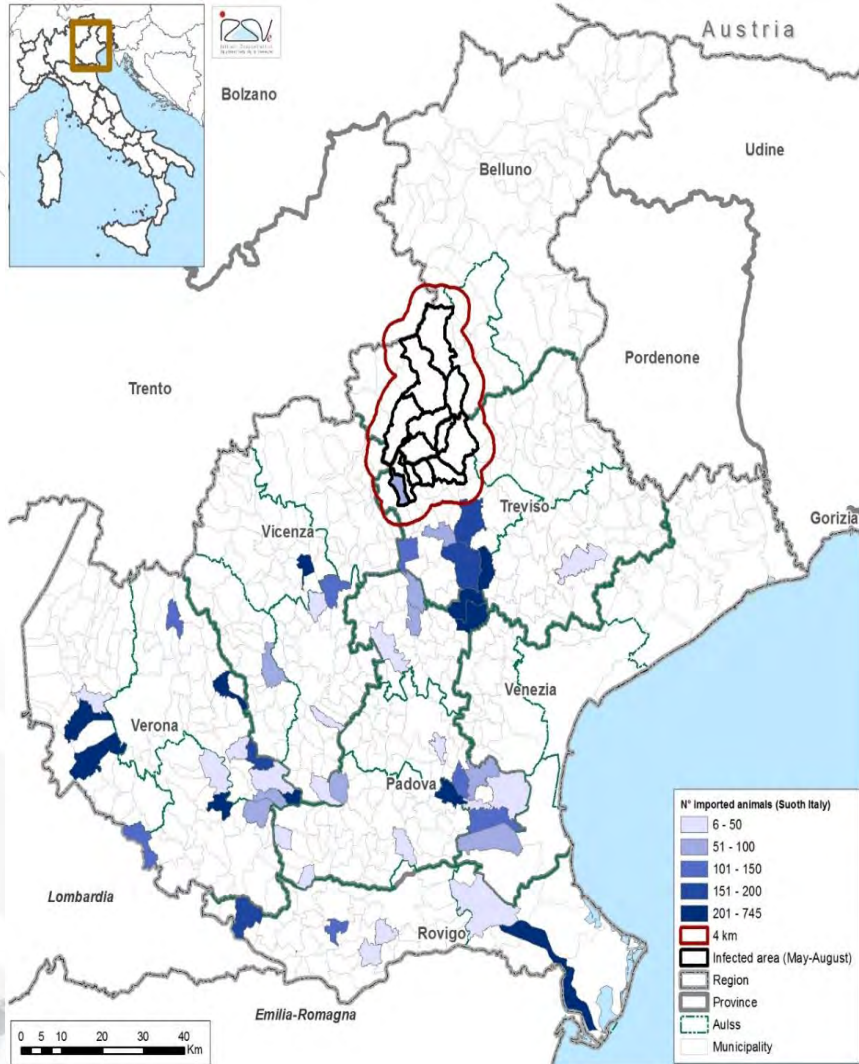 Austria
Bolzano
Udine
Belluno
Pordenone
Trento
Treviso
Gorizia
Vicenza
Venezia
Verona
Padova
Lombardia
Rovigo
Emilia-Romagna
0 5 10 20 30 40
Km
N° imported animals (Suoth Italy)
6 - 50
51 - 100
101 - 150
151 - 200
201 - 745
4 km
Infected area (May-August)
Region
Province
Aulss
Municipality